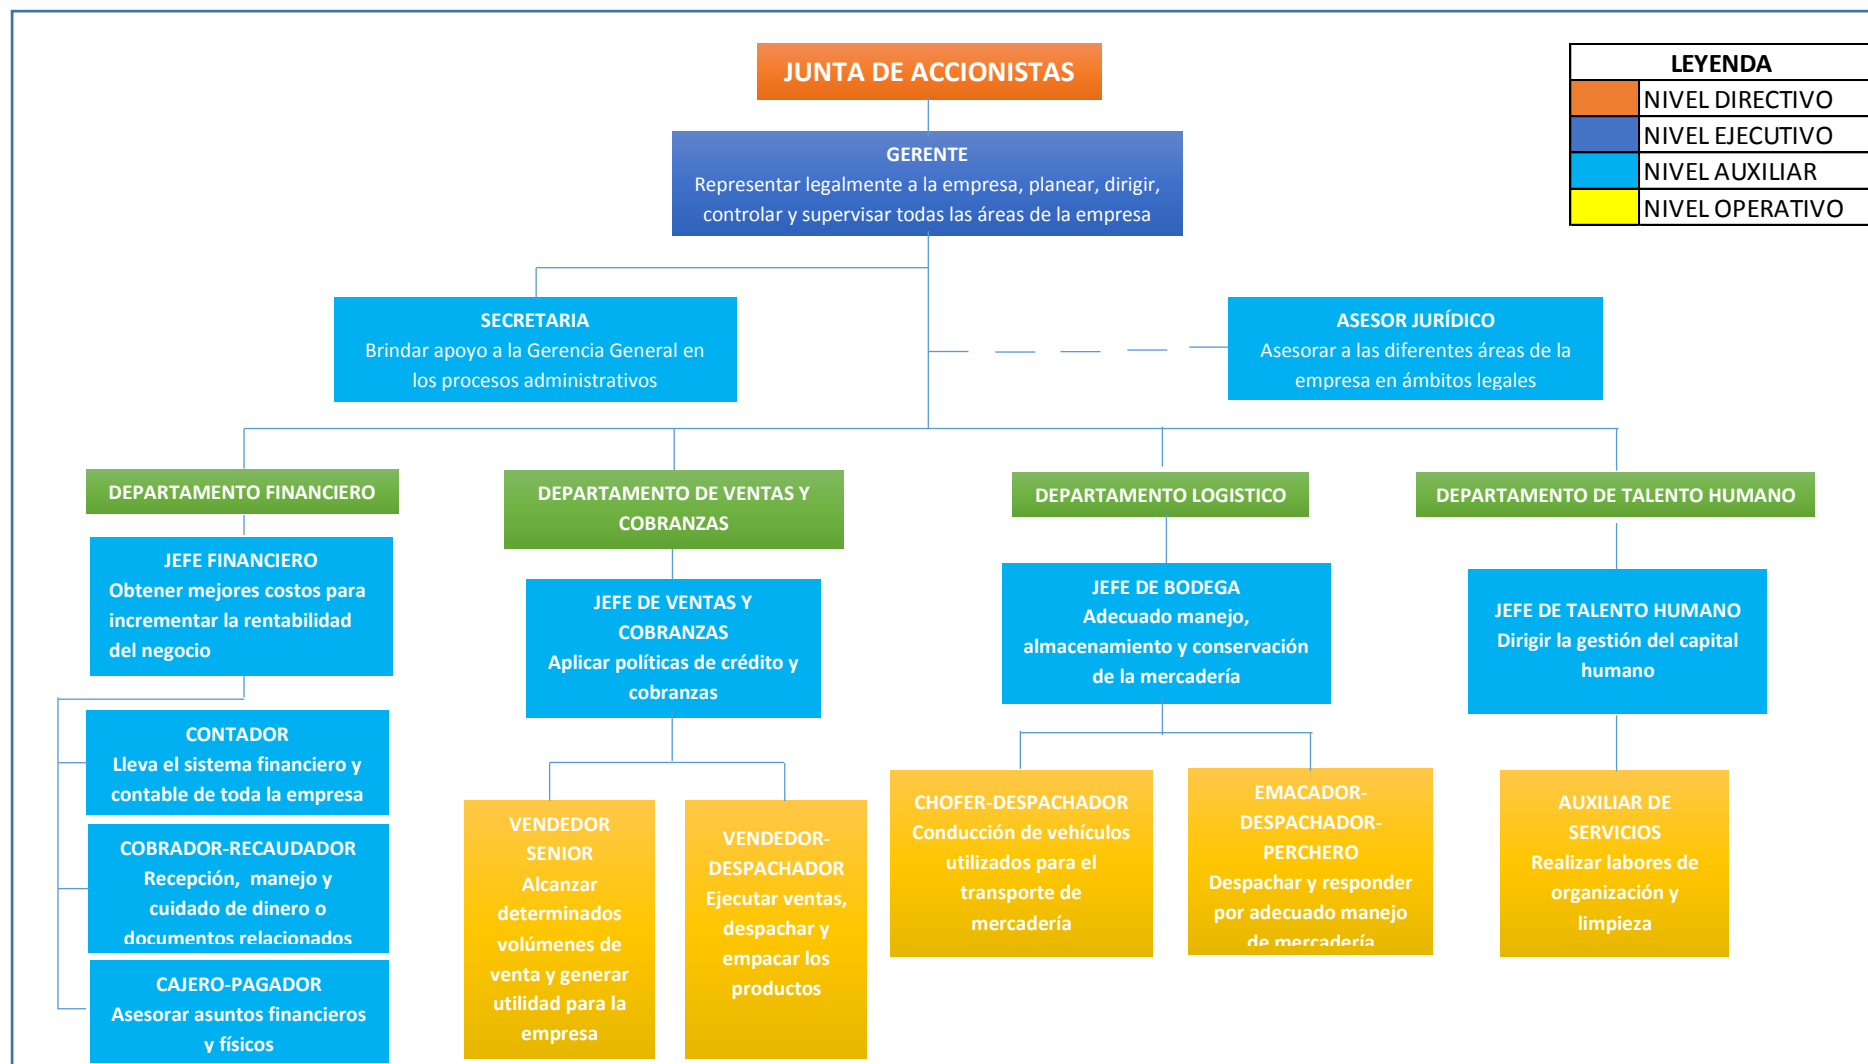 JUNTA DE ACCIONISTAS
LEYENDA
NIVEL DIRECTIVO
NIVEL EJECUTIVO
NIVEL AUXILIAR
NIVEL OPERATIVO
GERENTE
Representar legalmente a la empresa, planear, dirigir,
controlar y supervisar todas las áreas de la empresa
SECRETARIA
Brindar apoyo a la Gerencia General en
los procesos administrativos
ASESOR JURÍDICO
Asesorar a las diferentes áreas de la
empresa en ámbitos legales
DEPARTAMENTO FINANCIERO
JEFE FINANCIERO
Obtener mejores costos para
incrementar la rentabilidad
del negocio
CONTADOR
Lleva el sistema financiero y
contable de toda la empresa
COBRADOR-RECAUDADOR
Recepción, manejo y
cuidado de dinero o
documentos relacionados
CAJERO-PAGADOR
Asesorar asuntos financieros
y físicos
DEPARTAMENTO DE VENTAS Y
COBRANZAS
JEFE DE VENTAS Y
COBRANZAS
Aplicar políticas de crédito y
cobranzas
VENDEDOR
SENIOR
Alcanzar
determinados
volúmenes de
venta y generar
utilidad para la
empresa
VENDEDOR-
DESPACHADOR
Ejecutar ventas,
despachar y
empacar los
productos
DEPARTAMENTO LOGISTICO
JEFE DE BODEGA
Adecuado manejo,
almacenamiento y conservación
de la mercadería
CHOFER-DESPACHADOR
Conducción de vehículos
utilizados para el
transporte de
mercadería
EMACADOR-
DESPACHADOR-
PERCHERO
Despachar y responder
por adecuado manejo
de mercadería
DEPARTAMENTO DE TALENTO HUMANO
JEFE DE TALENTO HUMANO
Dirigir la gestión del capital
humano
AUXILIAR DE
SERVICIOS
Realizar labores de
organización y
limpieza